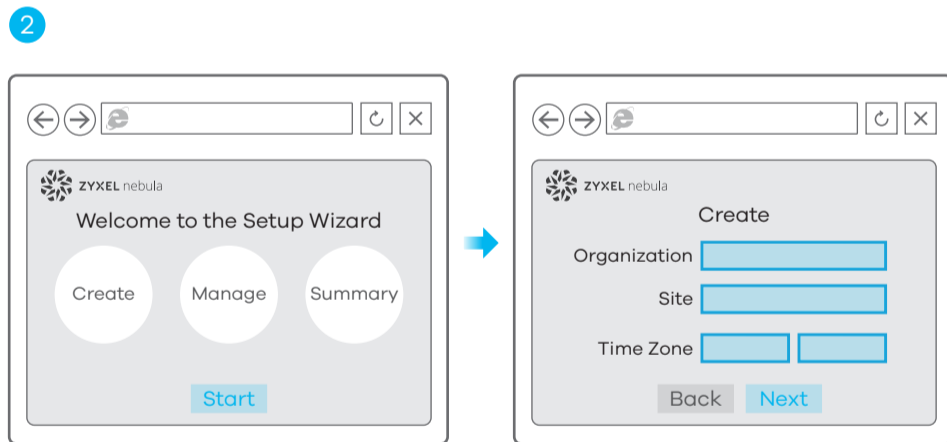 2
ZYXEL nebula
Welcome to the Setup Wizard
Create Manage Summary
Start
ZYXEL nebula
Create
Organization
Site
Time Zone
Back Next